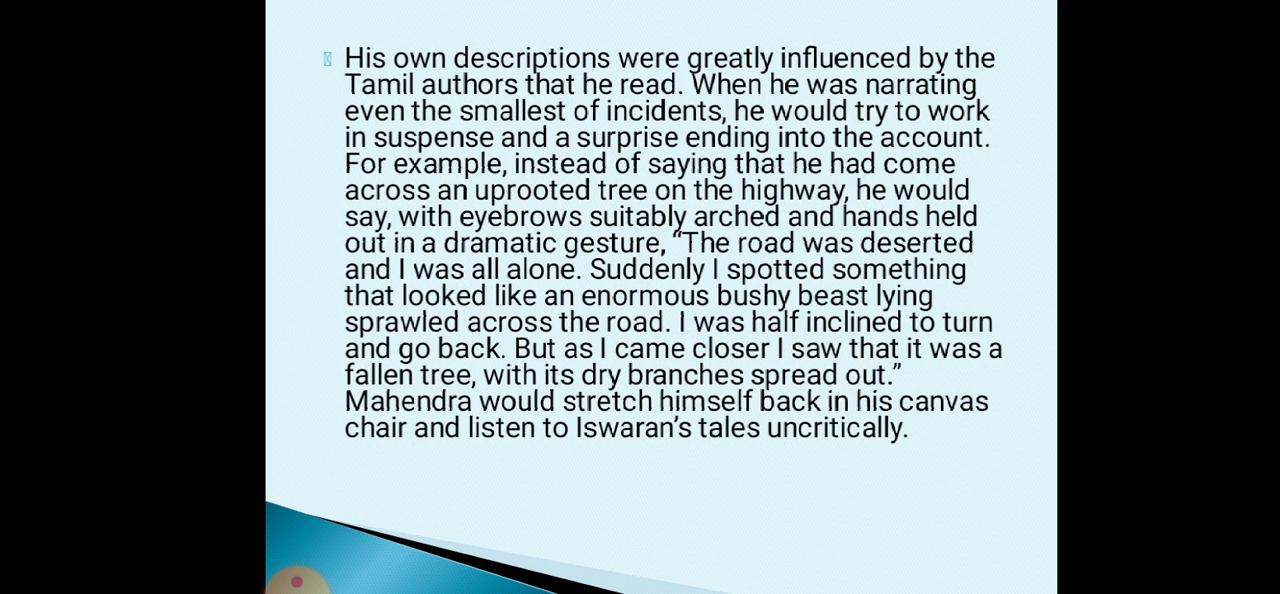 His own descriptions were greatly influenced by the
Tamil authors that he read. When he was narrating
even the smallest of incidents, he would try to work
in suspense and a surprise ending into the account.
For example, instead of saying that he had come
across an uprooted tree on the highway, he would
say, with eyebrows suitably arched and hands held
out in a dramatic gesture, “The road was deserted
and I was all alone. Suddenly I spotted something
that looked like an enormous bushy beast lying
sprawled across the road. I was half inclined to turn
and go back. But as I came closer I saw that it was a
fallen tree, with its dry branches spread out.”
Mahendra would stretch himself back in his canvas
chair and listen to Iswaran’s tales uncritically.